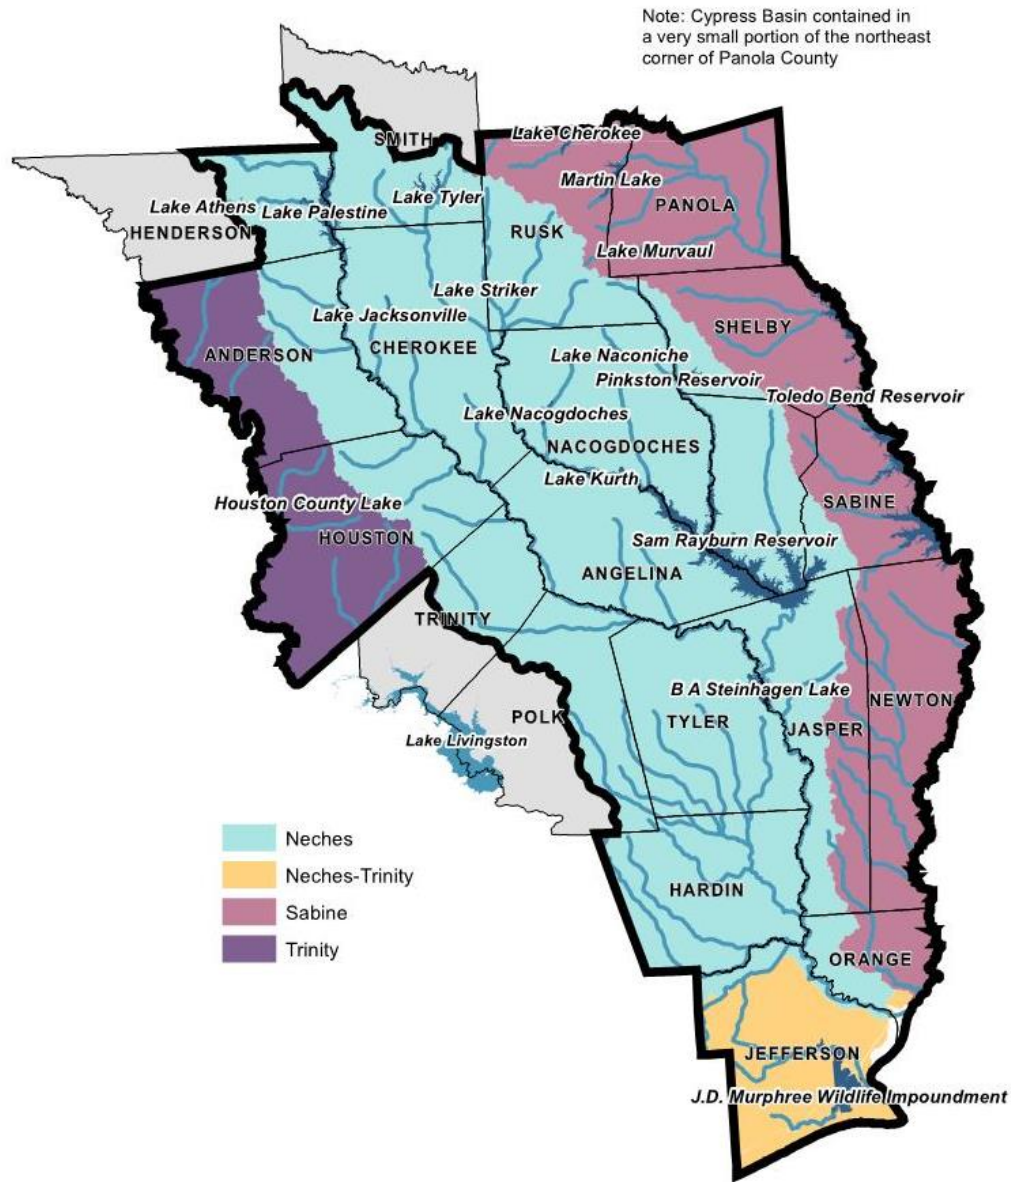 Note: Cypress Basin contained in
a very small portion of the northeast
corner of Panola County
SMITH
Lake Cherokee
Martin Lake
PANOLA
Lake Tyler
Lake Athens
Lake Palestine
HENDERSON
RUSK
Lake Murvaul
Lake Striker
Lake Jacksonville
SHELBY
ANDERSON
CHEROKEE
Lake Naconiche
Pinkston Reservoir
Toledo Bend Reservoir
Lake Nacogdoches
NACOGDOCHES
Lake Kurth
Houston County Lake
SABINE
HOUSTON
Sam Rayburn Reservoir
ANGELINA
TRINITY
B A Steinhagen Lake
NEWTON
POLK
TYLER
JASPER
Lake Livingston
Neches
Neches-Trinity
Sabine
Trinity
HARDIN
ORANGE
JEFFERSON
J.D. Murphree Wildlife Impoundment